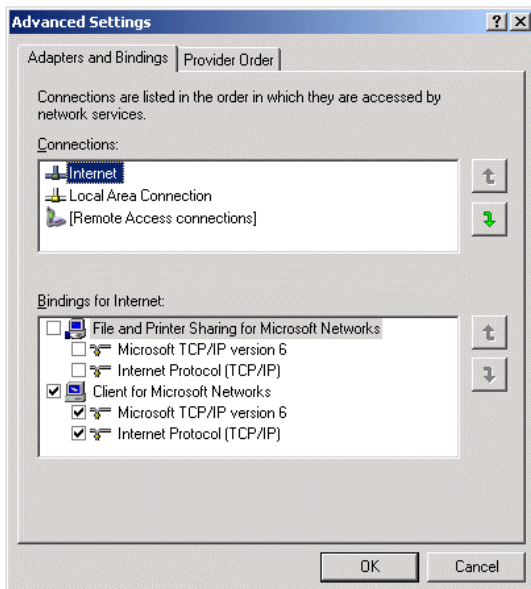 Advanced Settings
Adapters and Bindings
Provider Order
Connections are listed in the order in which they are accessed by
network services.
Connections:
Internet
Local Area Connection
[Remote Access connections]
Bindings for Internet:
File and Printer Sharing for Microsoft Networks
Microsoft TCP/IP version 6
Internet Protocol (TCP/IP)
Client for Microsoft Networks
Microsoft TCP/IP version 6
Internet Protocol (TCP/IP)
OK
Cancel